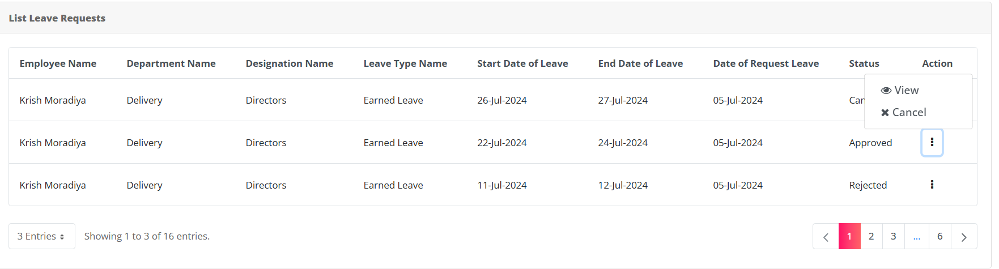 List Leave Requests
Employee Name Department Name Designation Name Leave Type Name Start Date of Leave End Date of Leave Date of Request Leave Status Action
View
Krish Moradiya Delivery Directors Earned Leave 26-Jul-2024 27-Jul-2024 05-Jul-2024
Cancel
Krish Moradiya Delivery Directors Earned Leave 22-Jul-2024 24-Jul-2024 05-Jul-2024 Approved
Krish Moradiya Delivery Directors Earned Leave 11-Jul-2024 12-Jul-2024 05-Jul-2024 Rejected
3 Entries Showing 1 to 3 of 16 entries. 1 2 3 ... 6